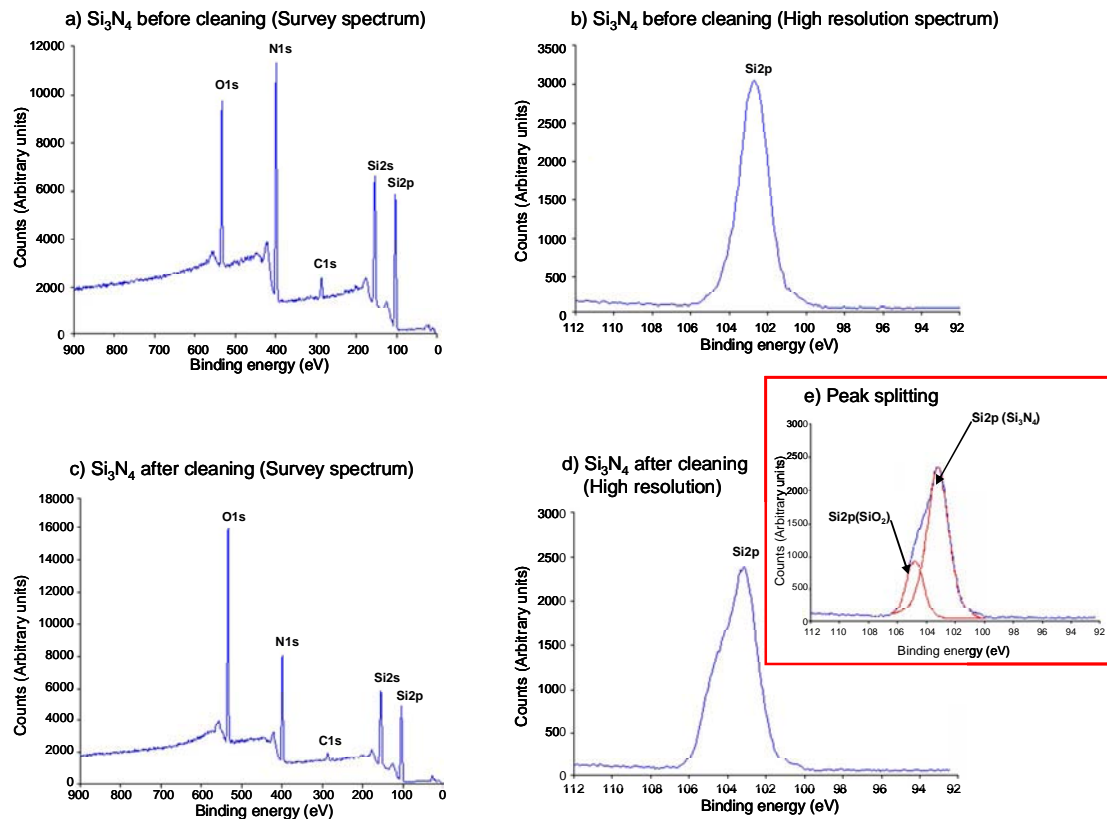 a) Si₃N₄ before cleaning (Survey spectrum)
12000
10000
8000
6000
4000
2000
0
Counts (Arbitrary units)
O1s
N1s
C1s
Si2s
Si2p
900 800 700 600 500 400 300 200 100 0
Binding energy (eV)
b) Si₃N₄ before cleaning (High resolution spectrum)
3500
3000
2500
2000
1500
1000
500
0
Counts (Arbitrary units)
Si2p
112 110 108 106 104 102 100 98 96 94 92
Binding energy (eV)
c) Si₃N₄ after cleaning (Survey spectrum)
18000
16000
14000
12000
10000
8000
6000
4000
2000
0
Counts (Arbitrary units)
O1s
N1s
C1s
Si2s
Si2p
900 800 700 600 500 400 300 200 100 0
Binding energy (eV)
d) Si₃N₄ after cleaning
(High resolution)
3000
2500
2000
1500
1000
500
0
Counts (Arbitrary units)
Si2p
112 110 108 106 104 102 100 98 96 94 92
Binding energy (eV)
e) Peak splitting
3000
2500
2000
1500
1000
500
0
Counts (Arbitrary units)
Si2p (Si₃N₄)
Si2p(SiO₂)
112 110 108 106 104 102 100 98 96 94 92
Binding energy (eV)